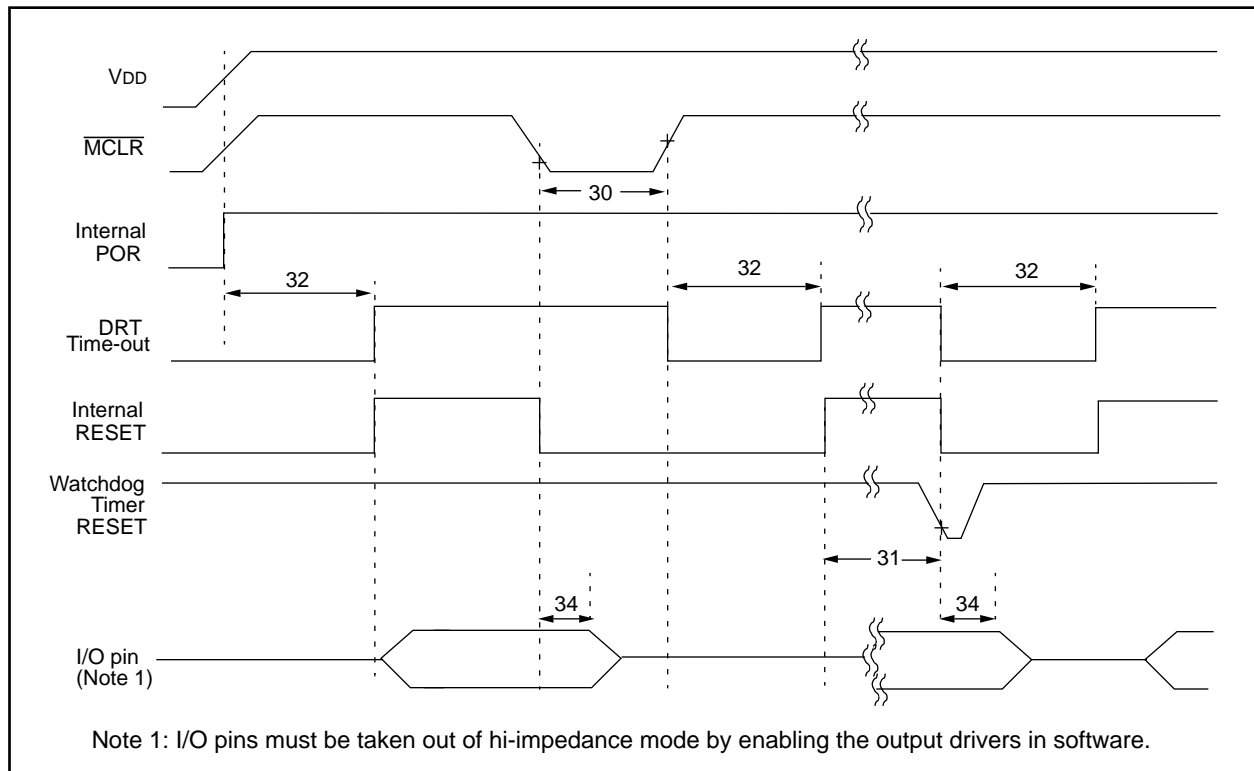 VDD
MCLR
30
Internal
POR
32
32
32
DRT
Time-out
Internal
RESET
Watchdog
Timer
RESET
31
34
34
I/O pin
(Note 1)
Note 1: I/O pins must be taken out of hi-impedance mode by enabling the output drivers in software.